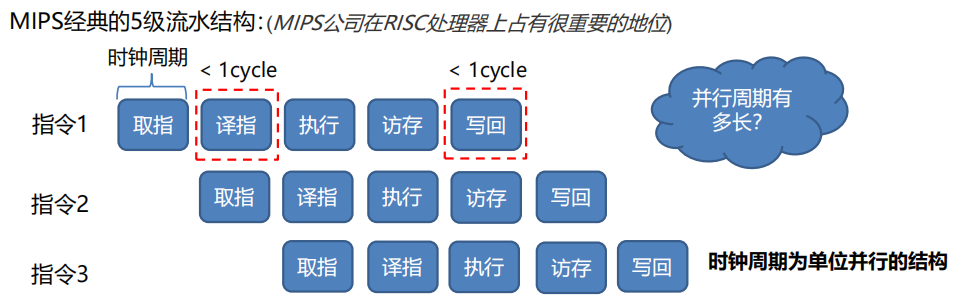 MIPS经典的5级流水结构：(MIPS公司在RISC处理器上占有很重要的地位)
时钟周期
< 1cycle
< 1cycle
并行周期有
多长？
指令1
取指
译指
执行
访存
写回
指令2
取指
译指
执行
访存
写回
指令3
取指
译指
执行
访存
写回
时钟周期为单位并行的结构